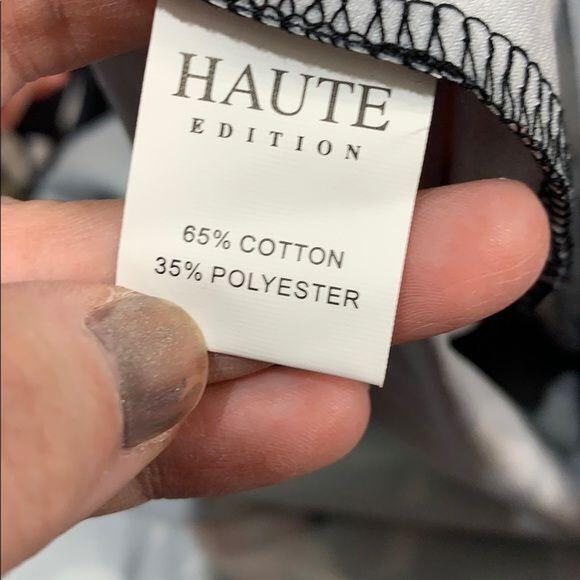 HAUTE
EDITION
65% COTTON
35% POLYESTER